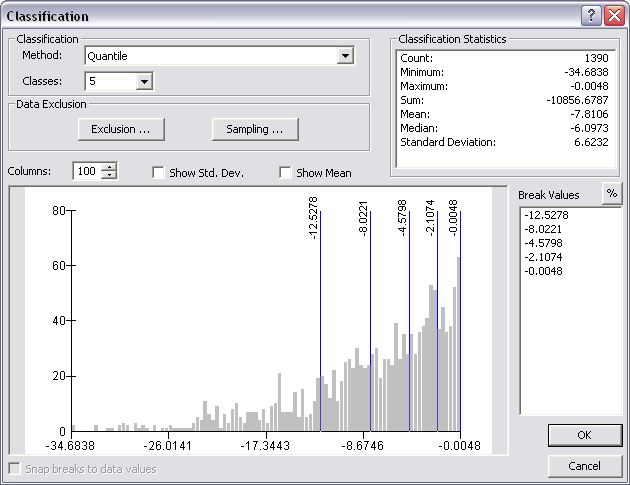 Classification
Classification
Method: Quantile
Classes: 5
Data Exclusion
Exclusion ...
Sampling ...
Classification Statistics
Count: 1390
Minimum: -34.6838
Maximum: -0.0048
Sum: -10856.6787
Mean: -7.8106
Median: -6.0973
Standard Deviation: 6.6232
Columns: 100
Show Std. Dev.
Show Mean
Break Values
%
-12.5278
-8.0221
-4.5798
-2.1074
-0.0048
-12.5278
-8.0221
-4.5798
-2.1074
-0.0048
80
60
40
20
0
-34.6838
-26.0141
-17.3443
-8.6746
-0.0048
Snap breaks to data values
OK
Cancel